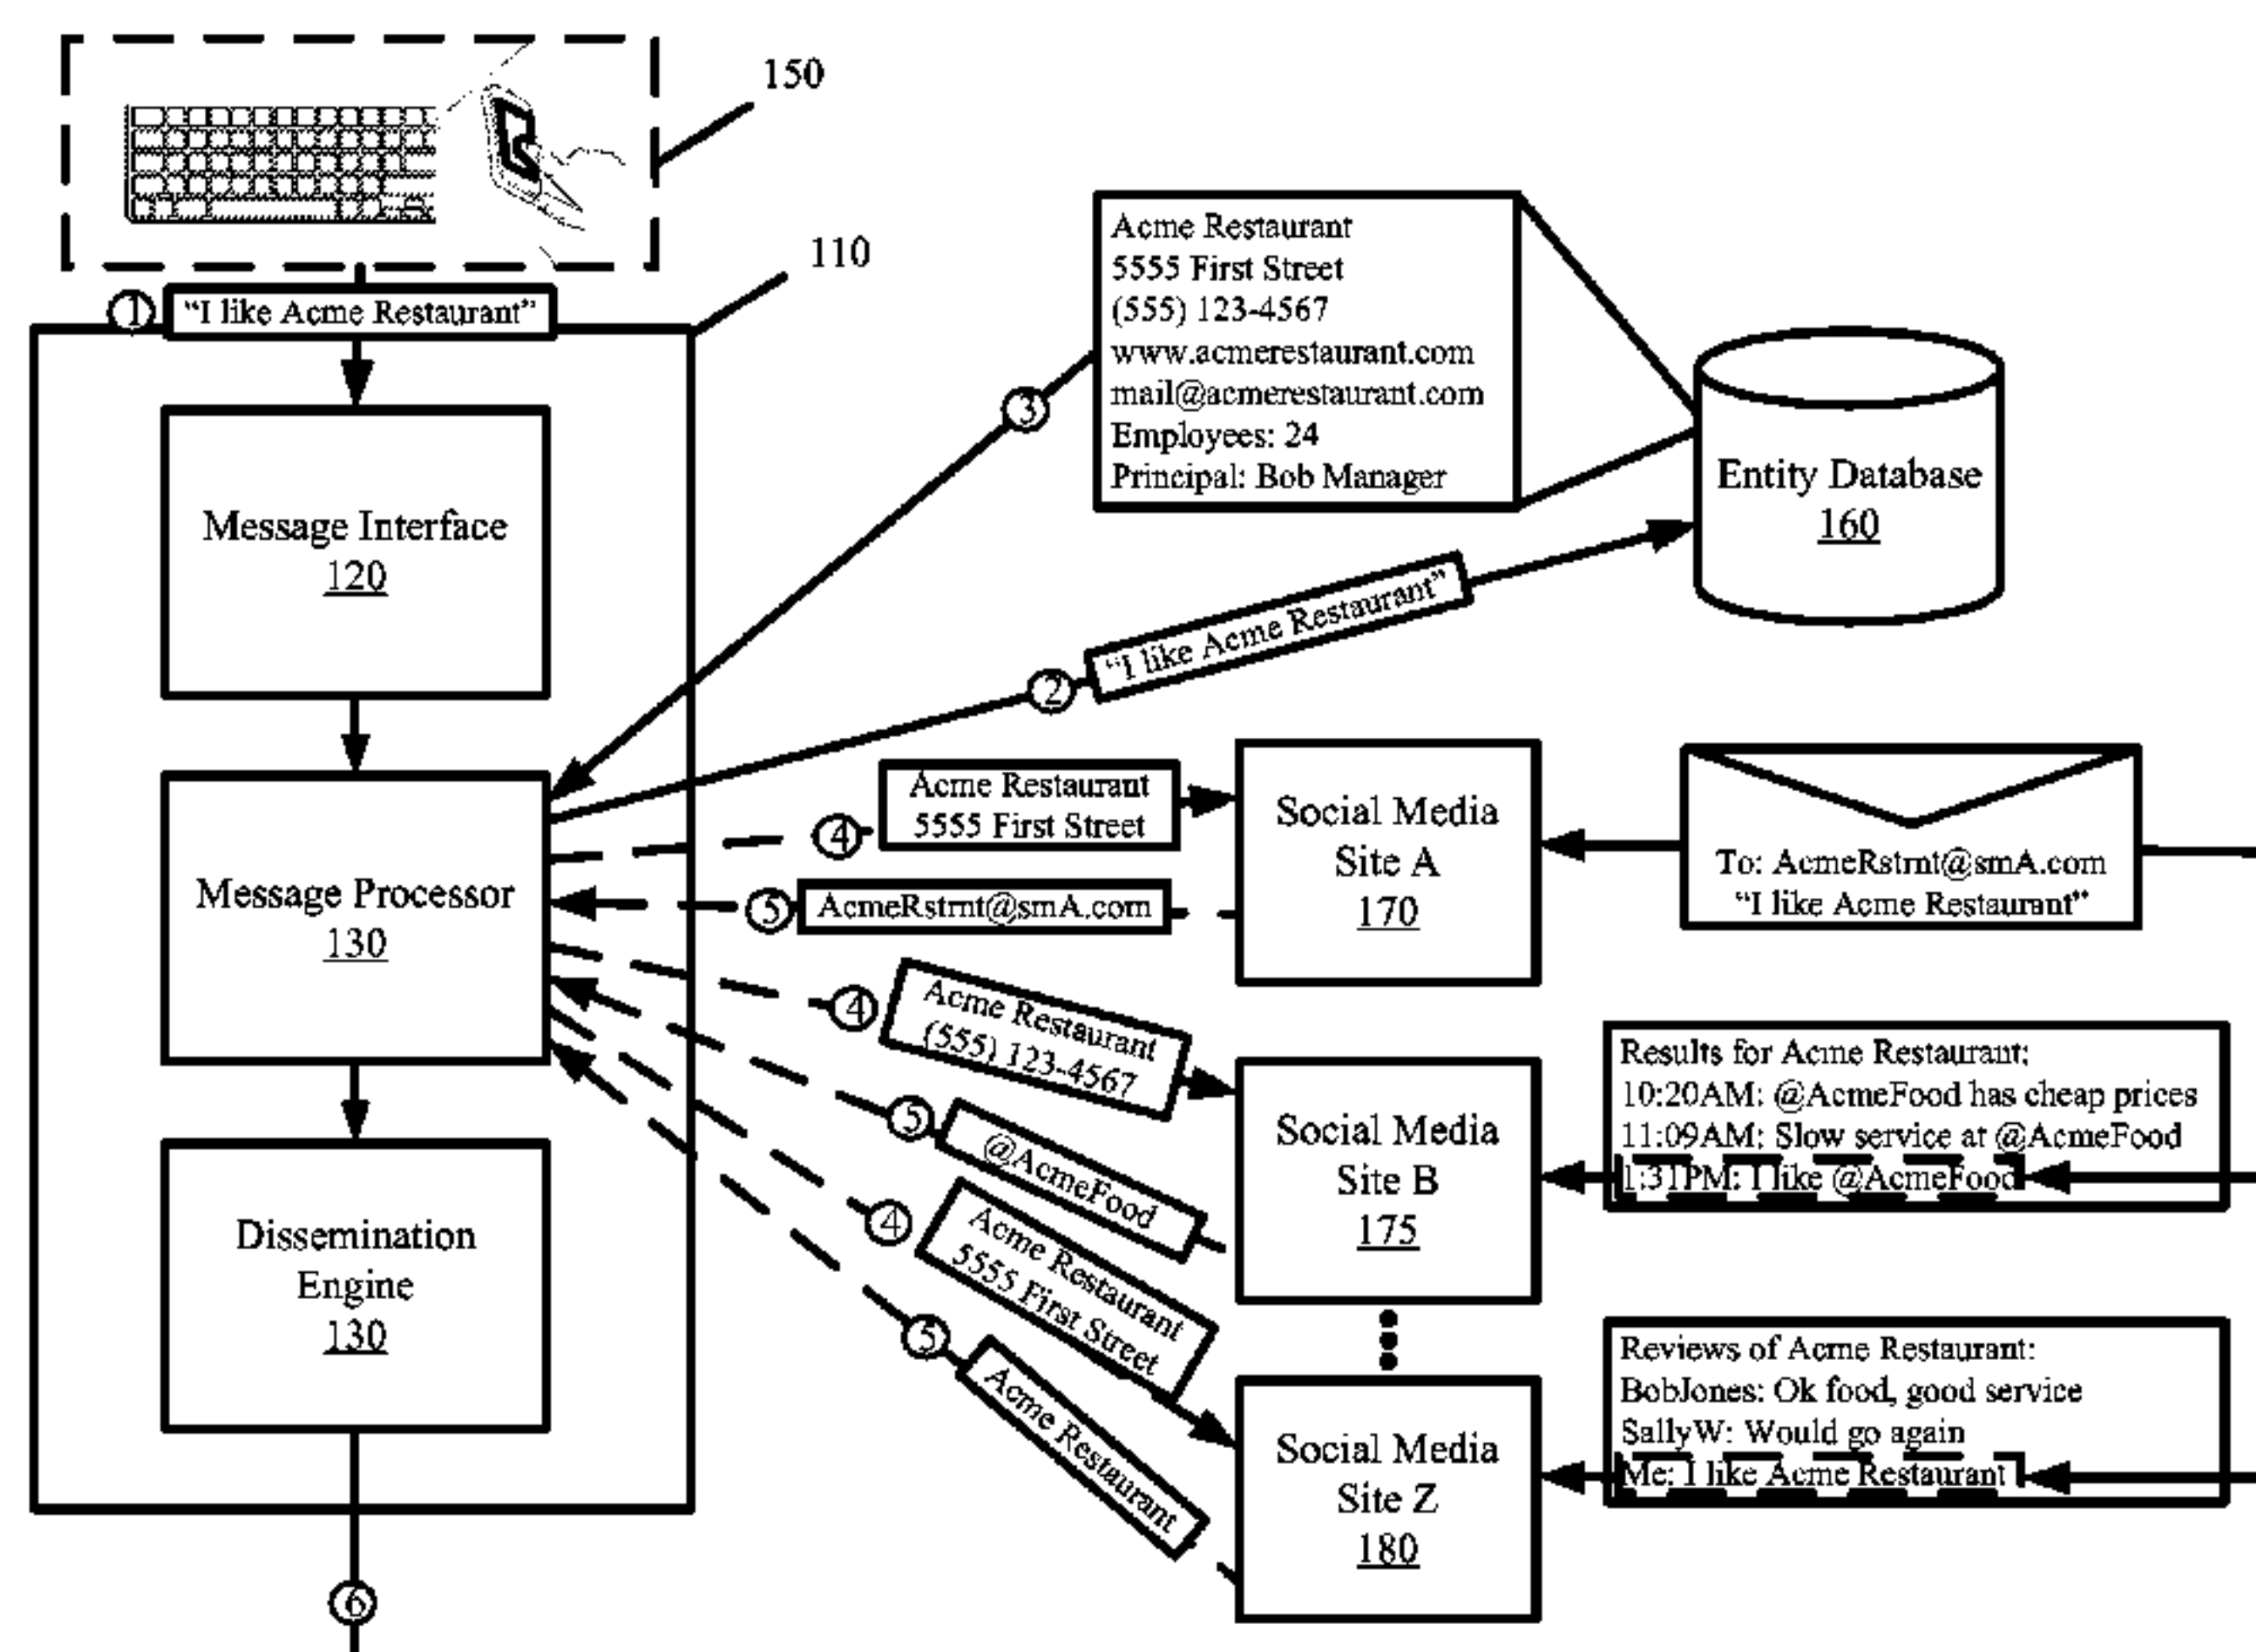 150
110
① “I like Acme Restaurant”
Message Interface
120
Message Processor
130
Dissemination
Engine
130
⑥
Acme Restaurant
5555 First Street
(555) 123-4567
www.acmerestaurant.com
mail@acmerestaurant.com
Employees: 24
Principal: Bob Manager
③
Entity Database
160
② “I like Acme Restaurant”
④ Acme Restaurant
5555 First Street
⑤ AcmeRstrnt@smA.com
Social Media
Site A
170
To: AcmeRstrnt@smA.com
“I like Acme Restaurant”
④ Acme Restaurant
(555) 123-4567
⑤ @AcmeFood
Social Media
Site B
175
Results for Acme Restaurant:
10:20AM: @AcmeFood has cheap prices
11:09AM: Slow service at @AcmeFood
1:31PM: I like @AcmeFood
④ Acme Restaurant
5555 First Street
⑤ Acme Restaurant
Social Media
Site Z
180
Reviews of Acme Restaurant:
BobJones: Ok food, good service
SallyW: Would go again
Me: I like Acme Restaurant